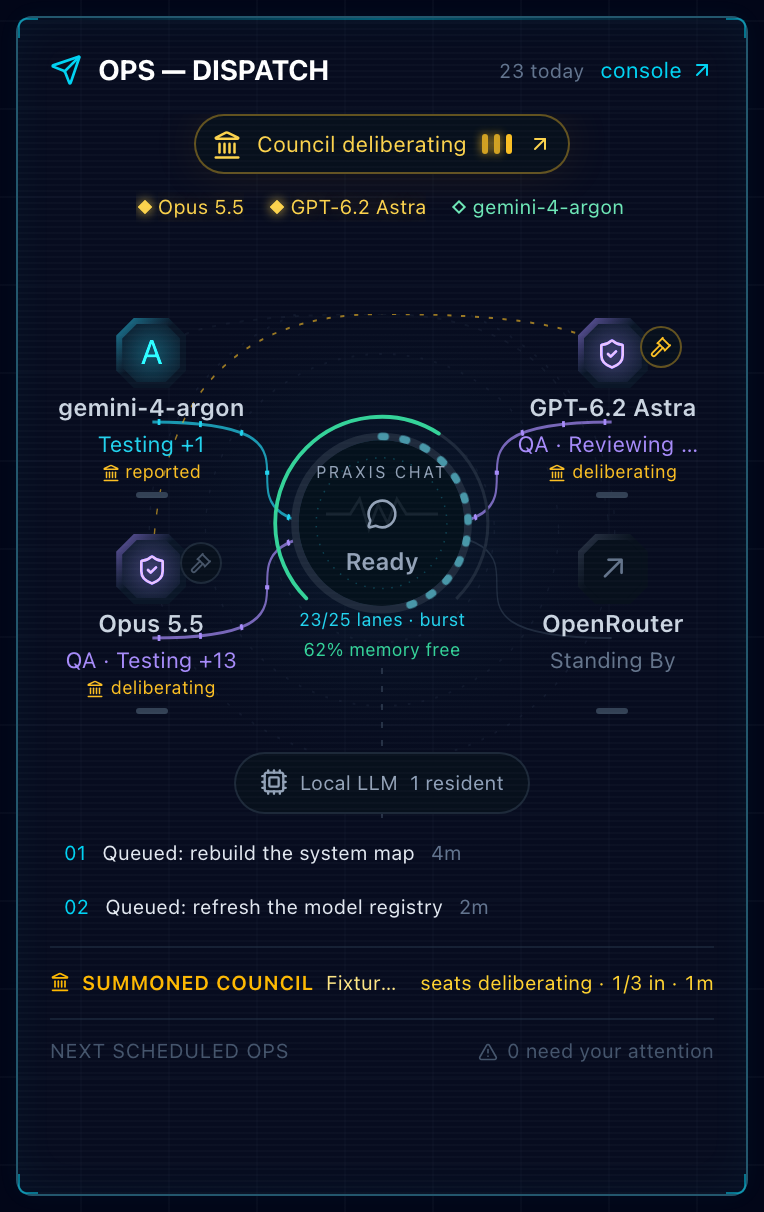 OPS — DISPATCH 23 today console
Council deliberating
Opus 5.5 GPT-6.2 Astra gemini-4-argon
A
gemini-4-argon
Testing +1
reported
GPT-6.2 Astra
QA · Reviewing ...
deliberating
PRAXIS CHAT
Ready
23/25 lanes · burst
62% memory free
Opus 5.5
QA · Testing +13
deliberating
OpenRouter
Standing By
Local LLM 1 resident
01 Queued: rebuild the system map 4m
02 Queued: refresh the model registry 2m
SUMMONED COUNCIL Fixtur... seats deliberating · 1/3 in · 1m
NEXT SCHEDULED OPS 0 need your attention